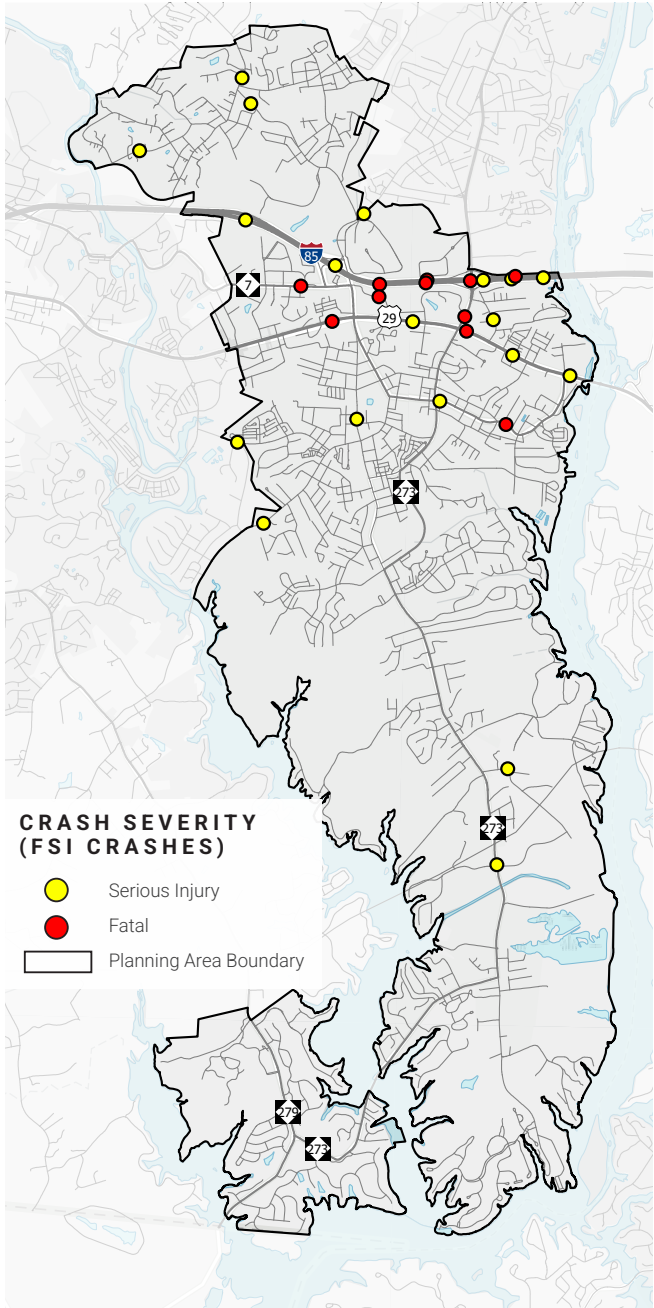 85
7
29
273
273
CRASH SEVERITY
(FSI CRASHES)
Serious Injury
Fatal
Planning Area Boundary
279
273